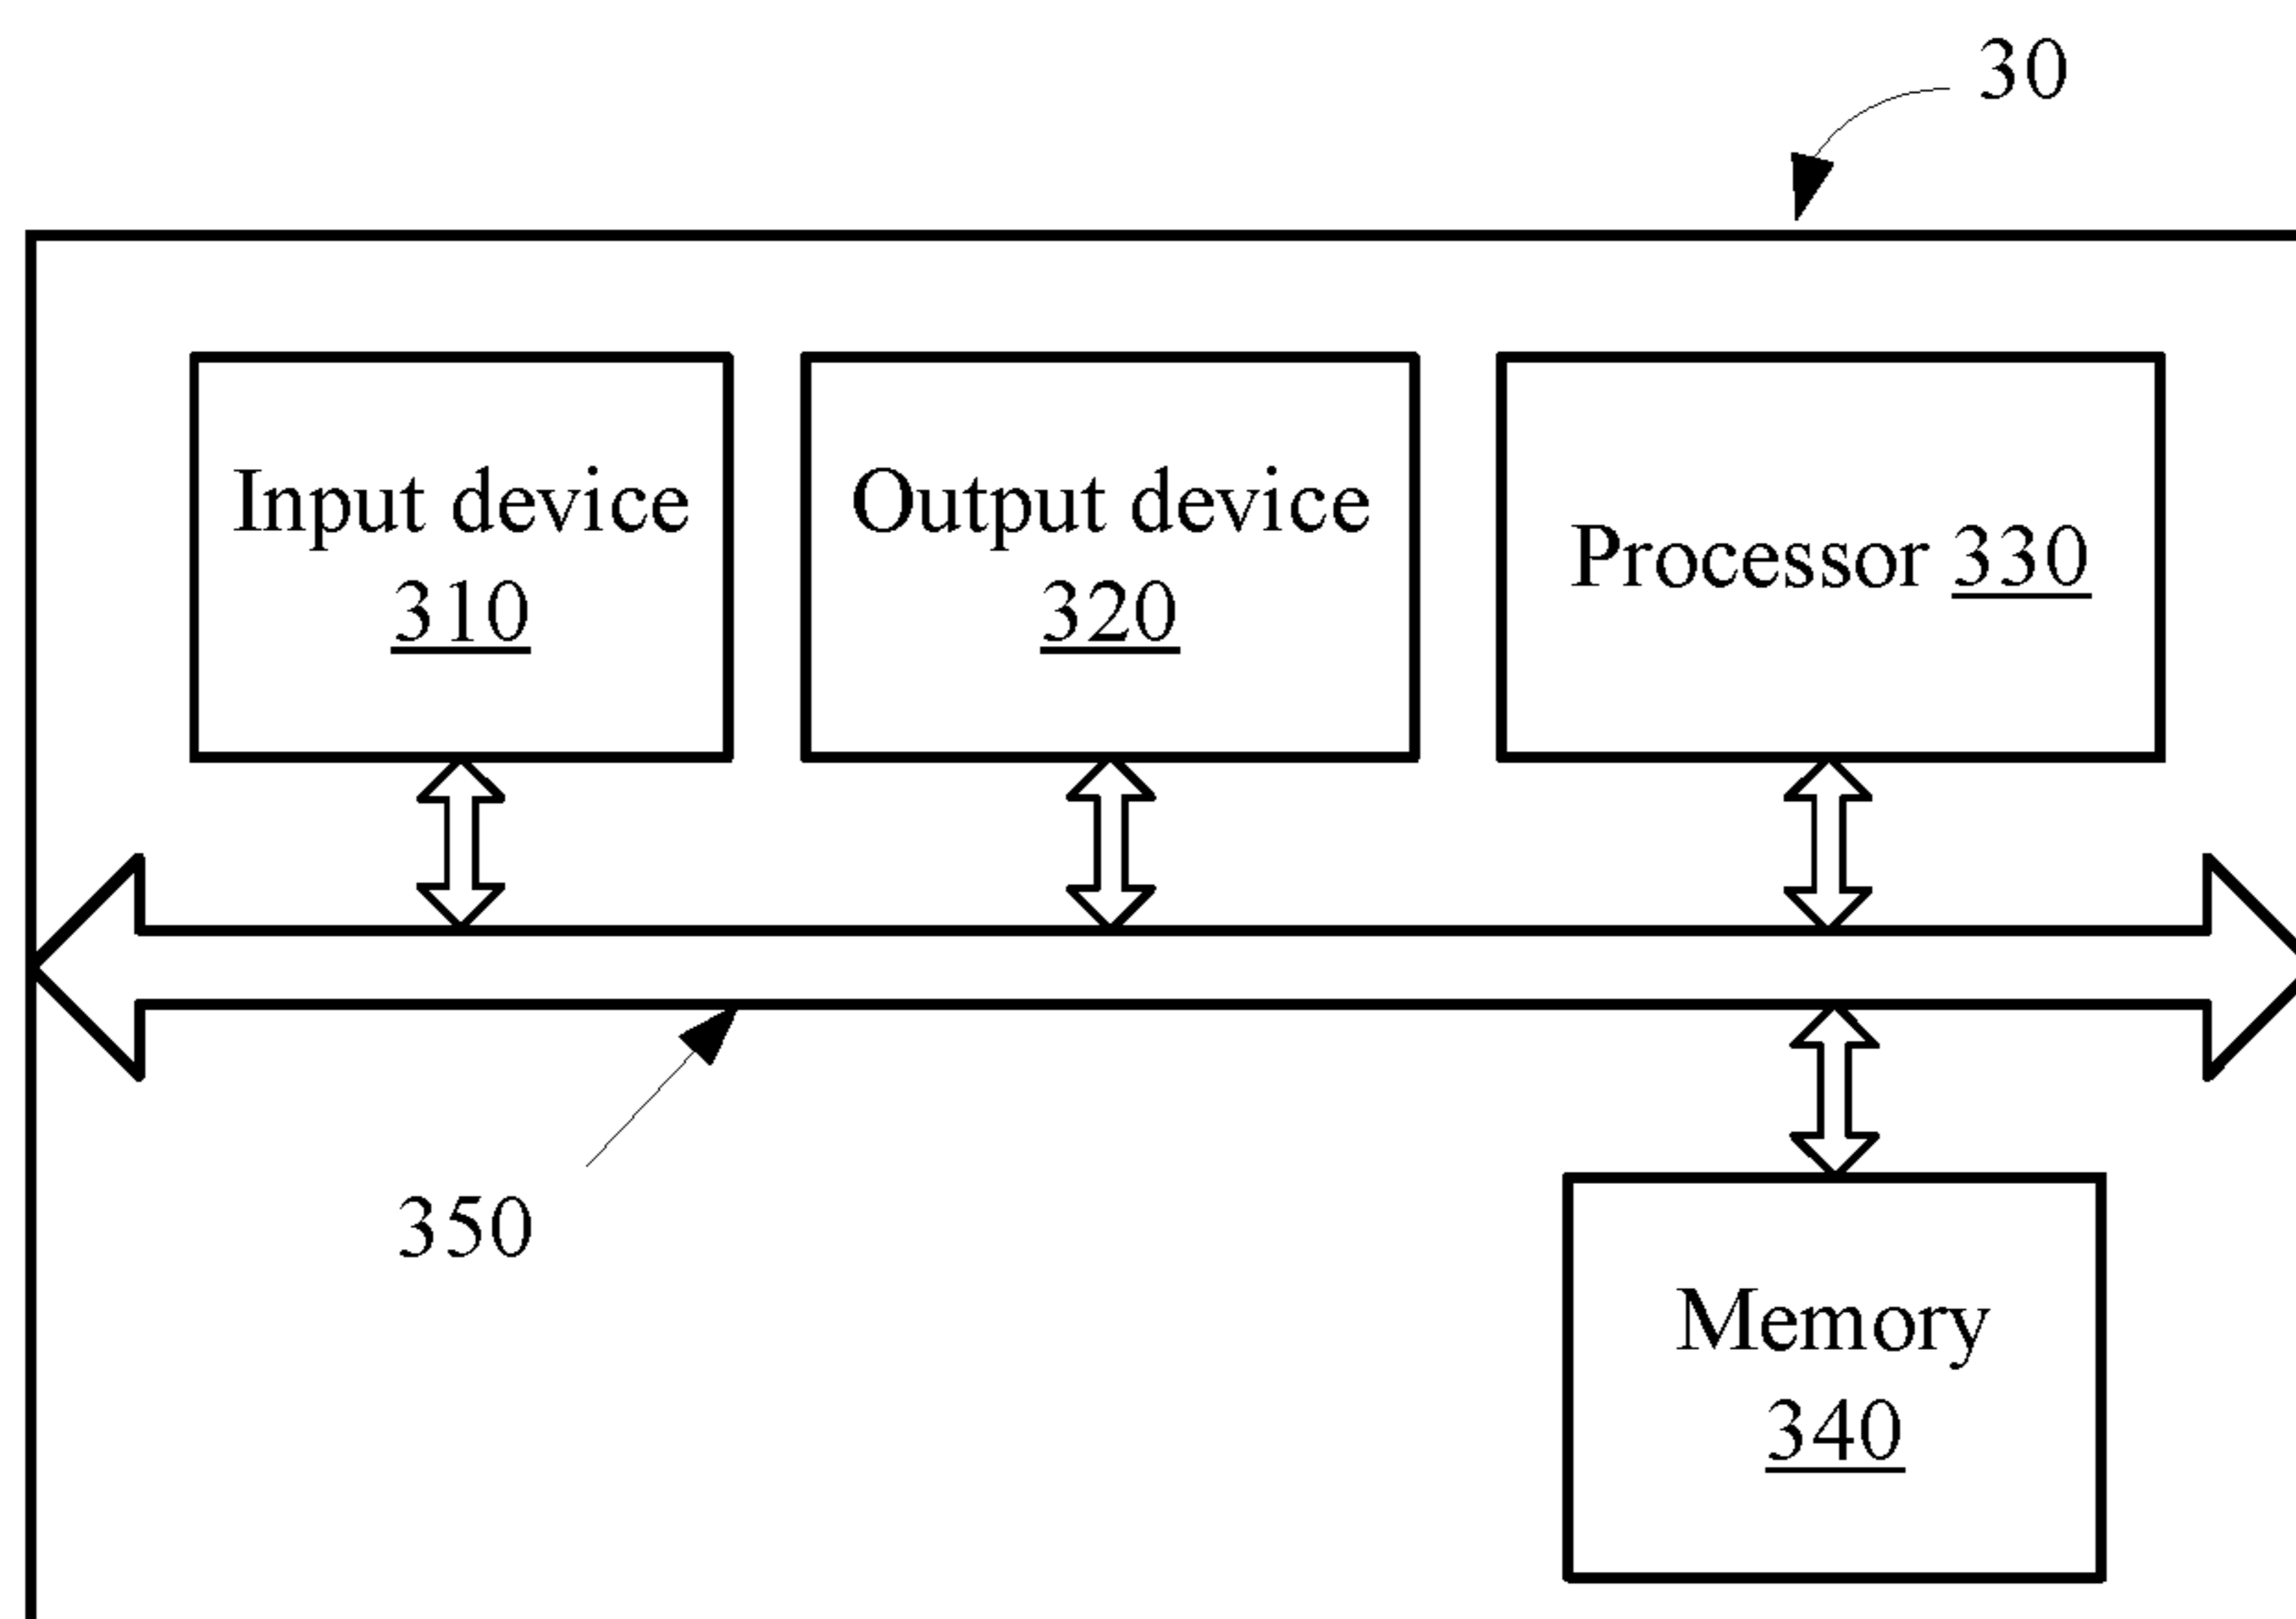 30
Input device
310
Output device
320
Processor 330
350
Memory
340